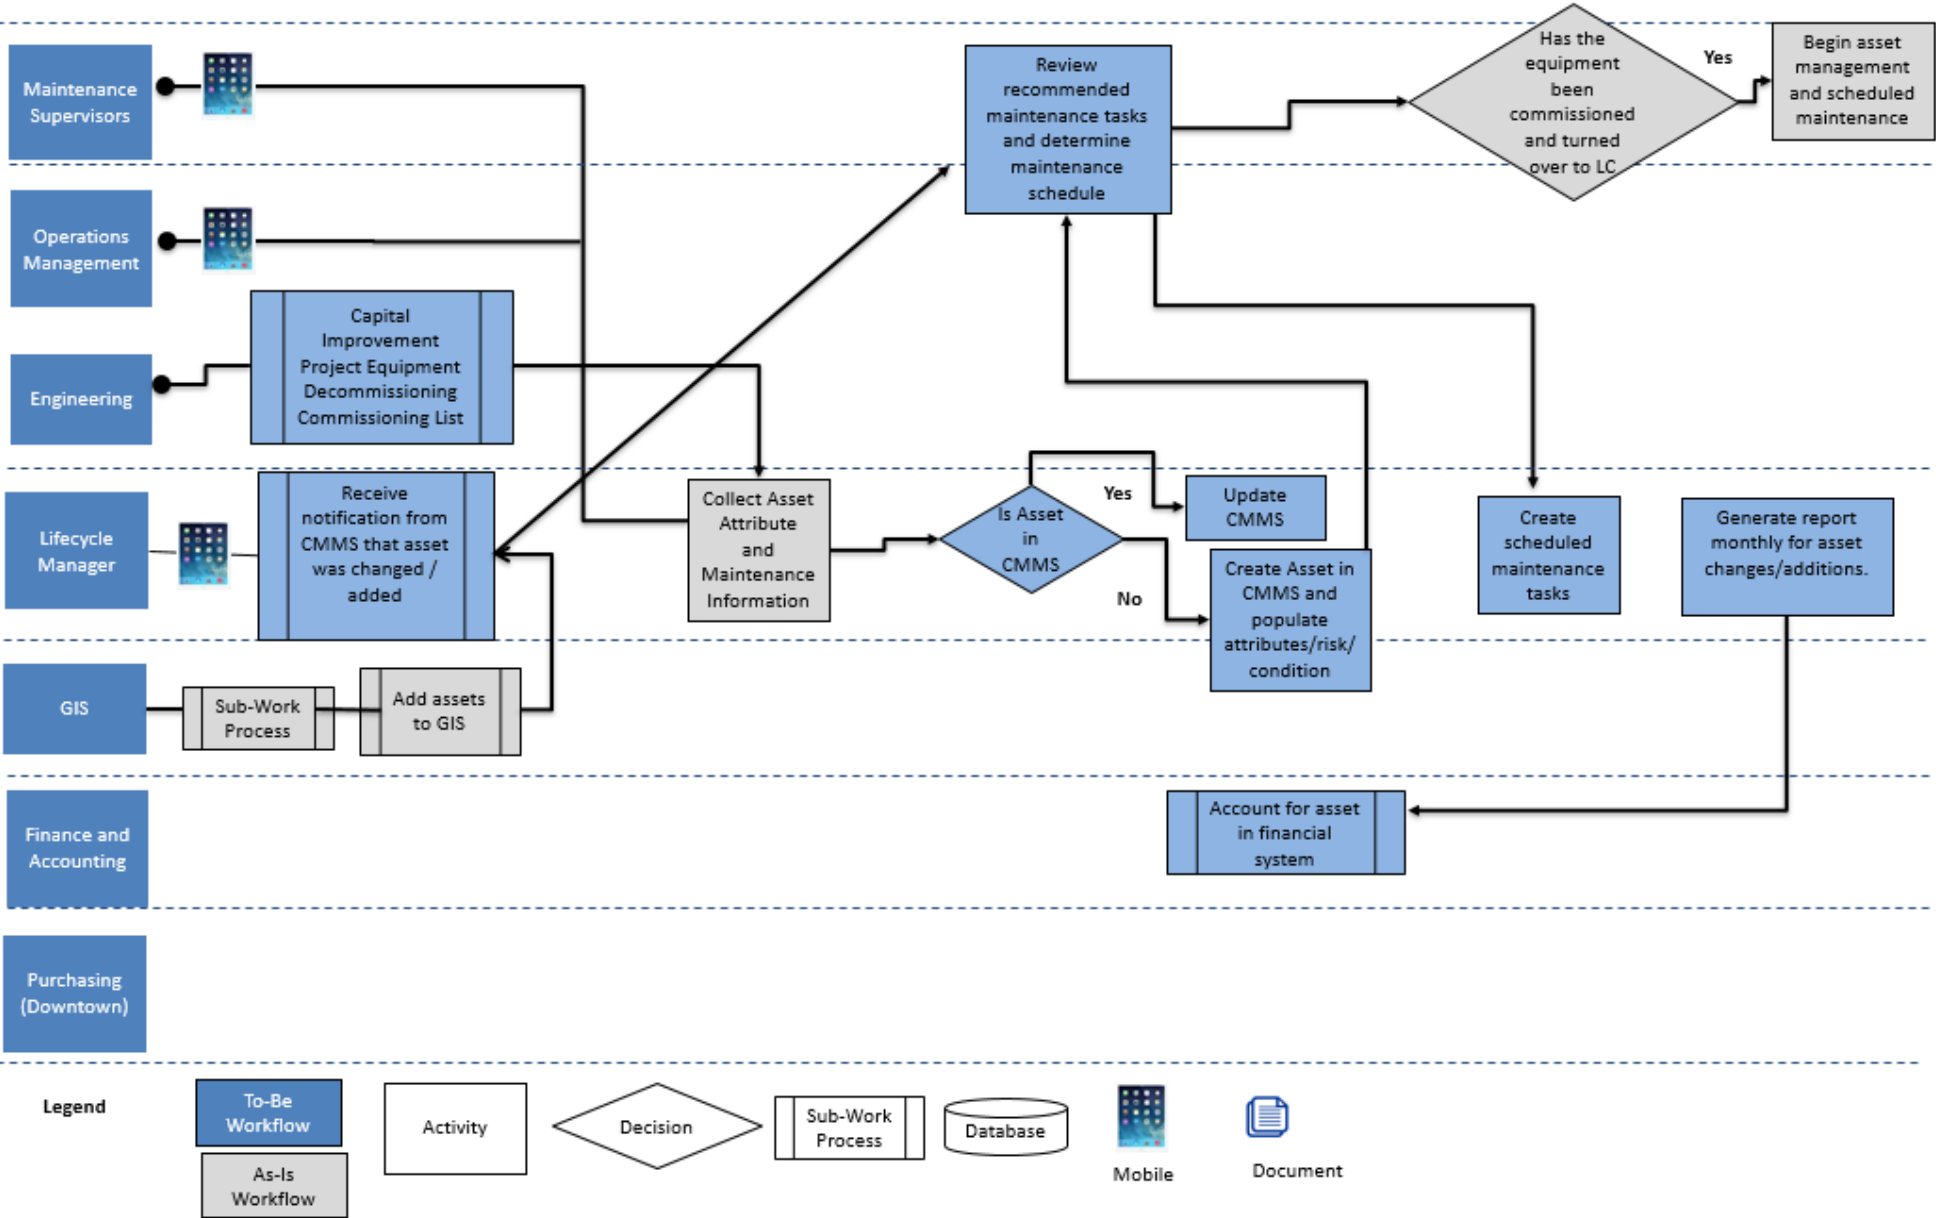 Maintenance
Supervisors
Review
recommended
maintenance tasks
and determine
maintenance
schedule
Has the
equipment
been
commissioned
and turned
over to LC
Yes
Begin asset
management
and scheduled
maintenance
Operations
Management
Engineering
Capital
Improvement
Project Equipment
Decommissioning
Commissioning List
Lifecycle
Manager
Receive
notification from
CMMS that asset
was changed /
added
Collect Asset
Attribute
and
Maintenance
Information
Is Asset
in
CMMS
Yes
Update
CMMS
No
Create Asset in
CMMS and
populate
attributes/risk/
condition
Create
scheduled
maintenance
tasks
Generate report
monthly for asset
changes/additions.
GIS
Sub-Work
Process
Add assets
to GIS
Finance and
Accounting
Account for asset
in financial
system
Purchasing
(Downtown)
Legend
To-Be
Workflow
As-Is
Workflow
Activity
Decision
Sub-Work
Process
Database
Mobile
Document